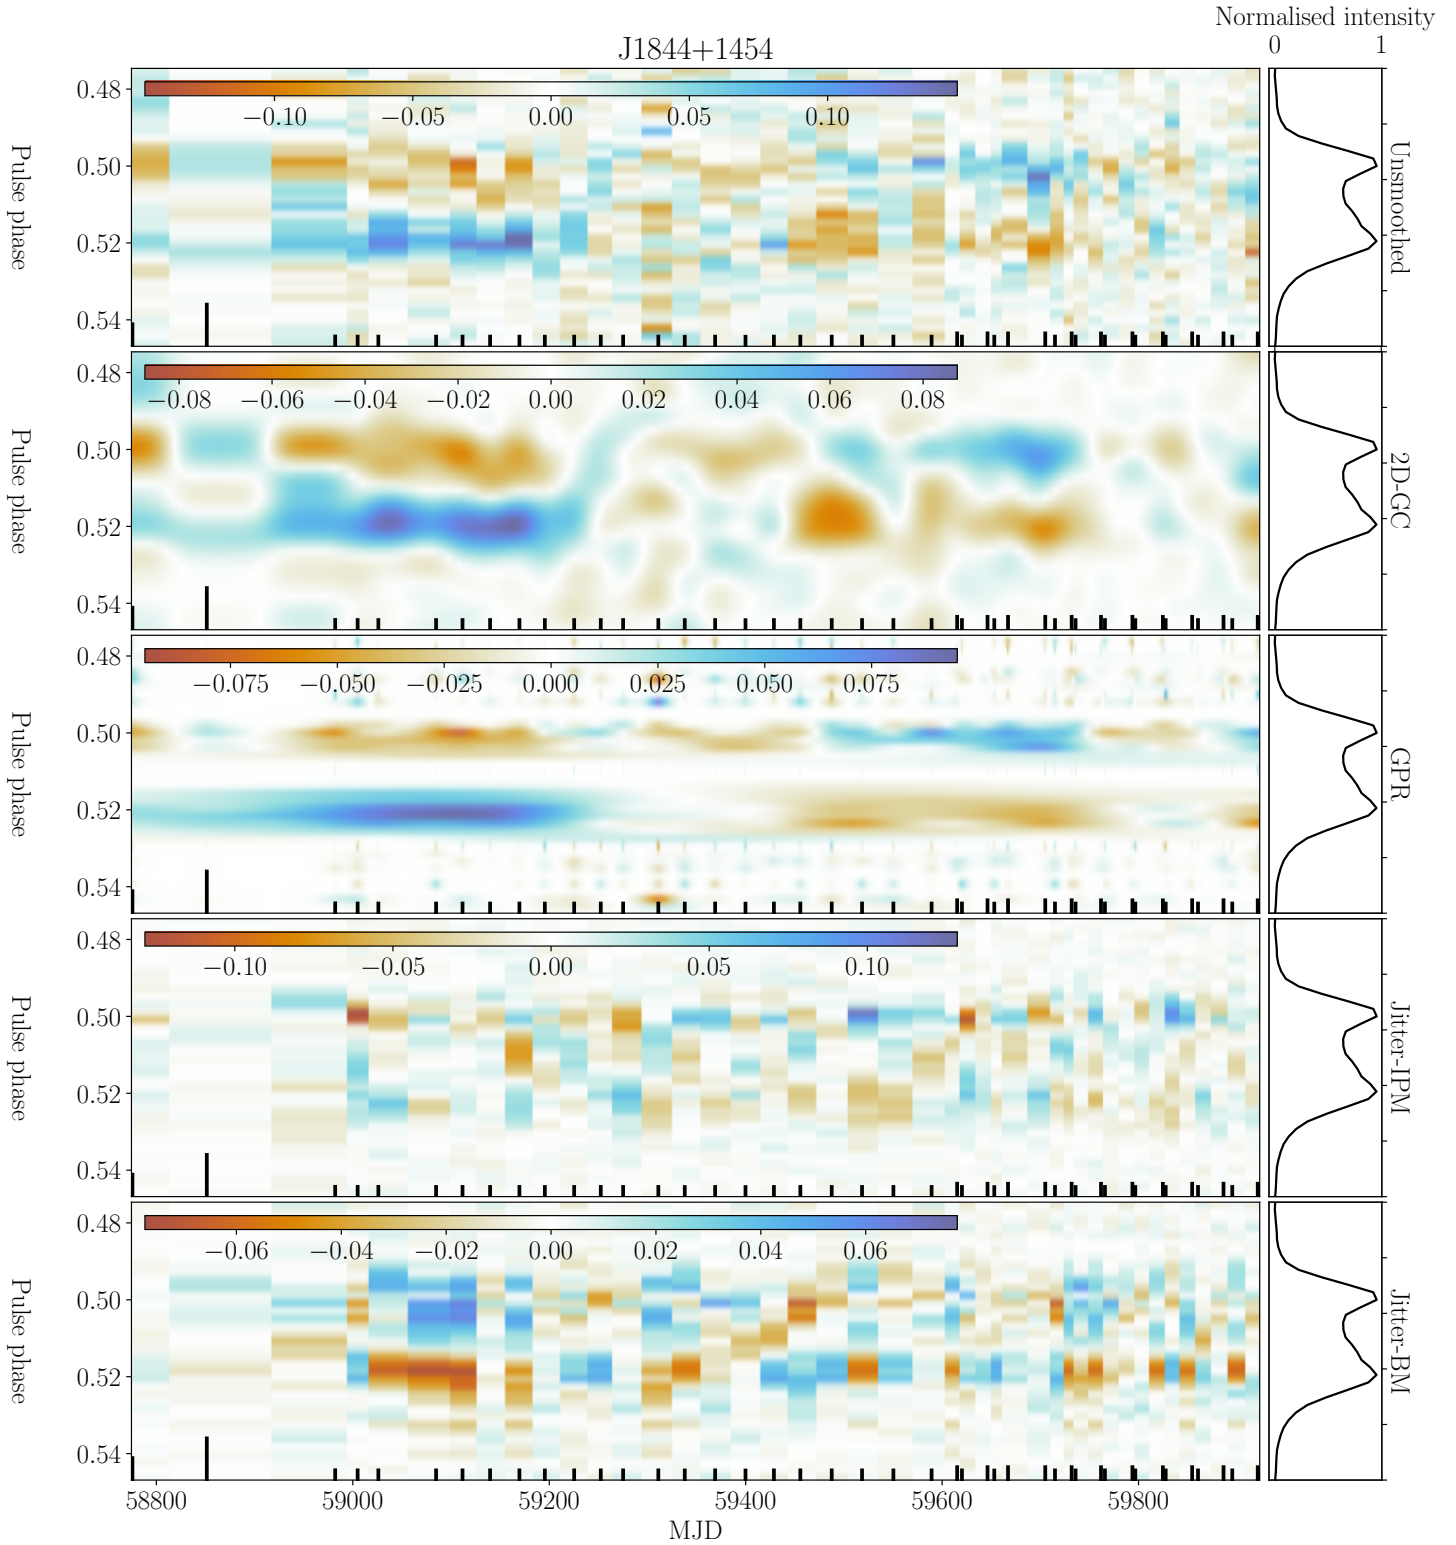 Normalised intensity
J1844+1454
0 1
−0.10 −0.05 0.00 0.05 0.10
0.48
0.50
0.52
0.54
Pulse phase
Unsmoothed
−0.08 −0.06 −0.04 −0.02 0.00 0.02 0.04 0.06 0.08
0.48
0.50
0.52
0.54
Pulse phase
2D-GC
−0.075 −0.050 −0.025 0.000 0.025 0.050 0.075
0.48
0.50
0.52
0.54
Pulse phase
GPR
−0.10 −0.05 0.00 0.05 0.10
0.48
0.50
0.52
0.54
Pulse phase
Jitter-IPM
−0.06 −0.04 −0.02 0.00 0.02 0.04 0.06
0.48
0.50
0.52
0.54
Pulse phase
Jitter-BM
58800 59000 59200 59400 59600 59800
MJD